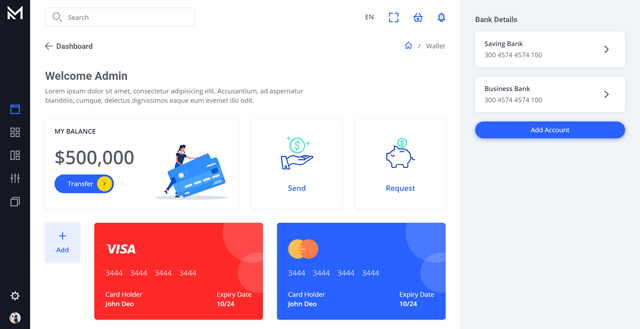 Search
EN
Dashboard
/ Wallet
Welcome Admin
Lorem ipsum dolor sit amet, consectetur adipisicing elit. Accusantium, ad aspernatur
blanditiis, cumque, delectus dignissimos eaque eum eveniet illo odit.
MY BALANCE
$500,000
Transfer
Send
Request
Add
VISA
3444 3444 3444 3444
Card Holder
Expiry Date
John Deo
10/24
3444 3444 3444 3444
Card Holder
Expiry Date
John Deo
10/24
Bank Details
Saving Bank
300 4574 4574 100
Business Bank
300 4574 4574 100
Add Account